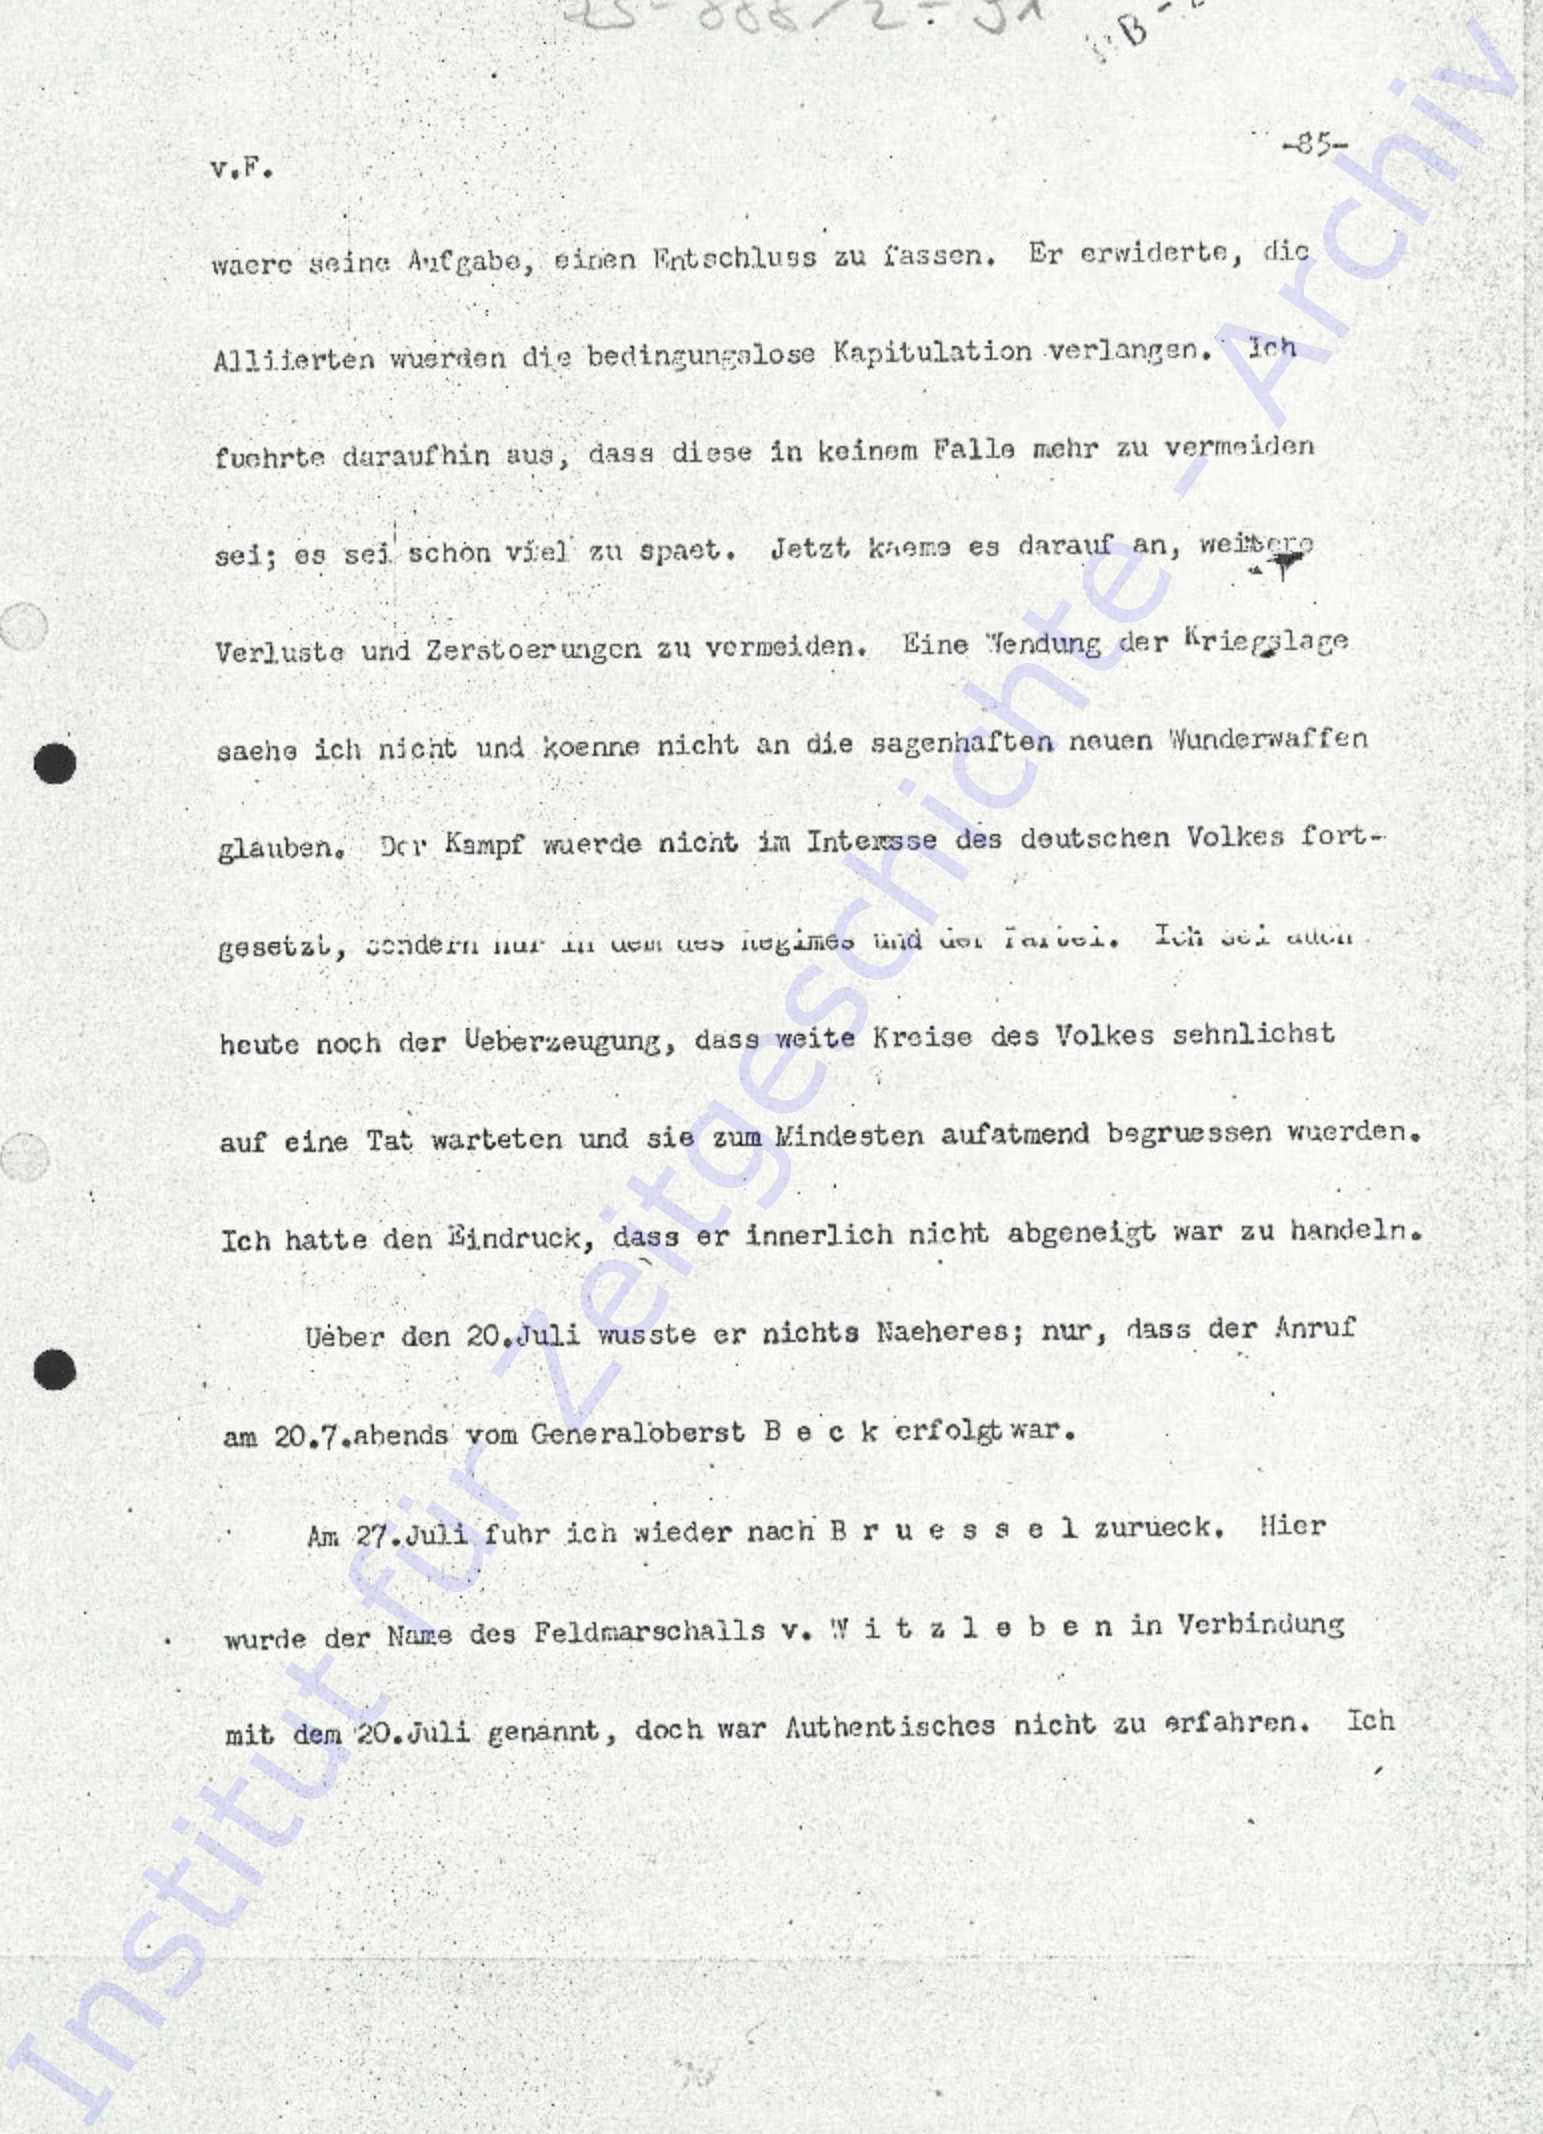 -85-
v.F.
waere seine Aufgabe, einen Entschluss zu fassen. Er erwiderte, die
Alliierten wuerden die bedingungslose Kapitulation verlangen. Ich
fuehrte daraufhin aus, dass diese in keinem Falle mehr zu vermeiden
sei; es sei schon viel zu spaet. Jetzt kaeme es darauf an, weitere
Verluste und Zerstoerungen zu vermeiden. Eine Wendung der Kriegslage
saehe ich nicht und koenne nicht an die sagenhaften neuen Wunderwaffen
glauben. Der Kampf wuerde nicht im Interesse des deutschen Volkes fort-
gesetzt, sondern nur in dem des Regimes und der Partei. Ich sei auch
heute noch der Ueberzeugung, dass weite Kreise des Volkes sehnlichst
auf eine Tat warteten und sie zum Mindesten aufatmend begruessen wuerden.
Ich hatte den Eindruck, dass er innerlich nicht abgeneigt war zu handeln.
Ueber den 20.Juli wusste er nichts Naeheres; nur, dass der Anruf
am 20.7.abends vom Generaloberst B e c k erfolgt war.
Am 27.Juli fuhr ich wieder nach B r u e s s e l zurueck. Hier
wurde der Name des Feldmarschalls v. W i t z l e b e n in Verbindung
mit dem 20.Juli genannt, doch war Authentisches nicht zu erfahren. Ich
Institut für Zeitgeschichte - Archiv